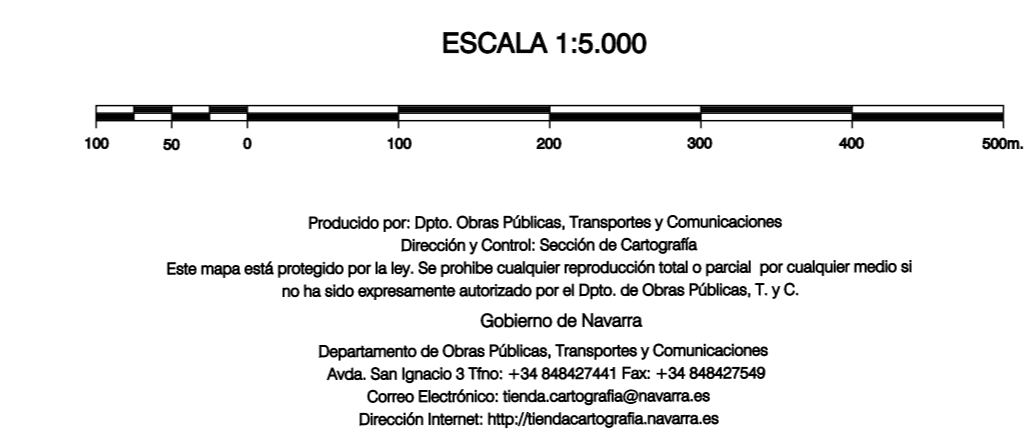 ESCALA 1:5.000
100 50 0 100 200 300 400 500m.
Producido por: Dpto. Obras Públicas, Transportes y Comunicaciones
Dirección y Control: Sección de Cartografía
Este mapa está protegido por la ley. Se prohibe cualquier reproducción total o parcial por cualquier medio si
no ha sido expresamente autorizado por el Dpto. de Obras Públicas, T. y C.
Gobierno de Navarra
Departamento de Obras Públicas, Transportes y Comunicaciones
Avda. San Ignacio 3 Tfno: +34 848427441 Fax: +34 848427549
Correo Electrónico: tienda.cartografia@navarra.es
Dirección Internet: http://tiendacartografia.navarra.es